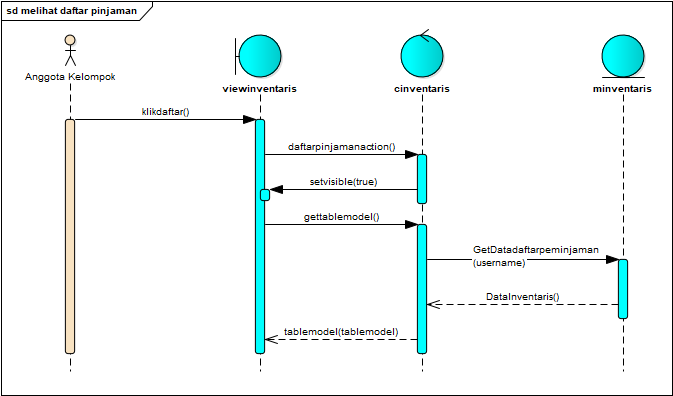 sd melihat daftar pinjaman
Anggota Kelompok
viewinventaris
cinventaris
minventaris
klikdaftar()
daftarpinjamanaction()
setvisible(true)
gettablemodel()
GetDatadaftarpeminjaman
(username)
DataInventaris()
tablemodel(tablemodel)